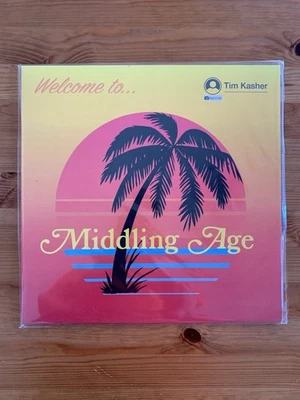 Welcome to...
Tim Kasher
Middling Age